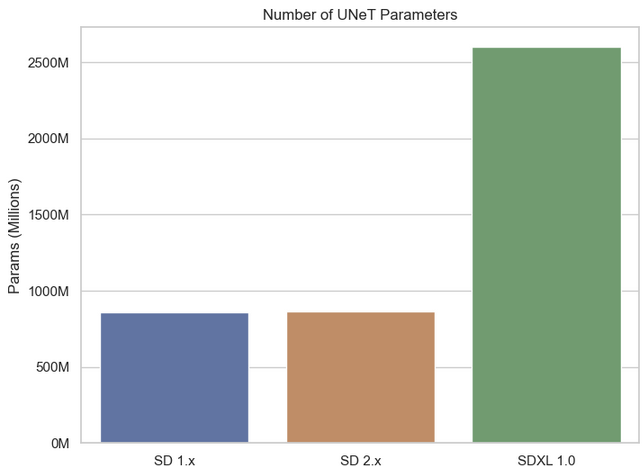 Number of UNeT Parameters
Params (Millions)
2500M
2000M
1500M
1000M
500M
0M
SD 1.x
SD 2.x
SDXL 1.0